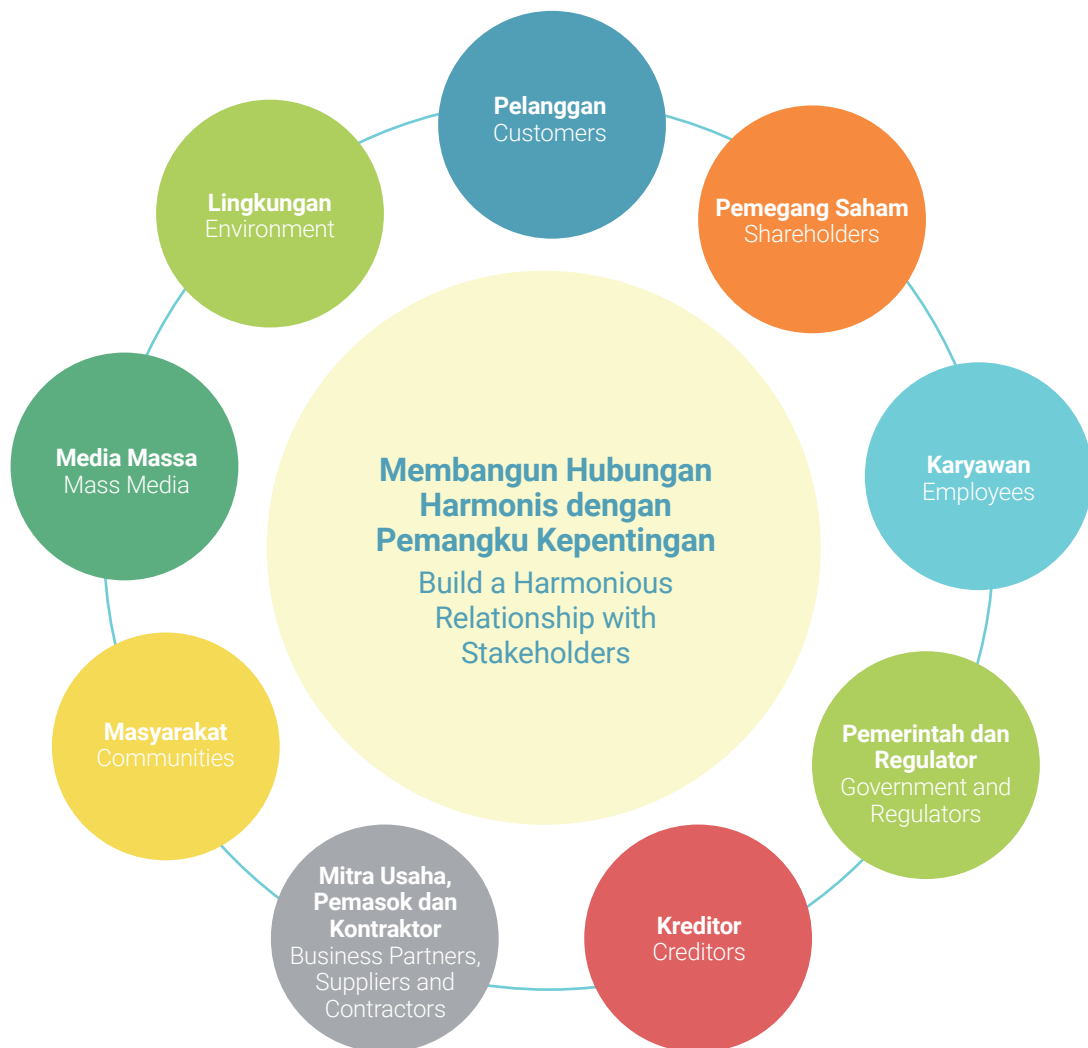 Pelanggan
Customers
Pemegang Saham
Shareholders
Karyawan
Employees
Pemerintah dan
Regulator
Government and
Regulators
Kreditor
Creditors
Mitra Usaha,
Pemasok dan
Kontraktor
Business Partners,
Suppliers and
Contractors
Masyarakat
Communities
Media Massa
Mass Media
Lingkungan
Environment
Membangun Hubungan
Harmonis dengan
Pemangku Kepentingan
Build a Harmonious
Relationship with
Stakeholders